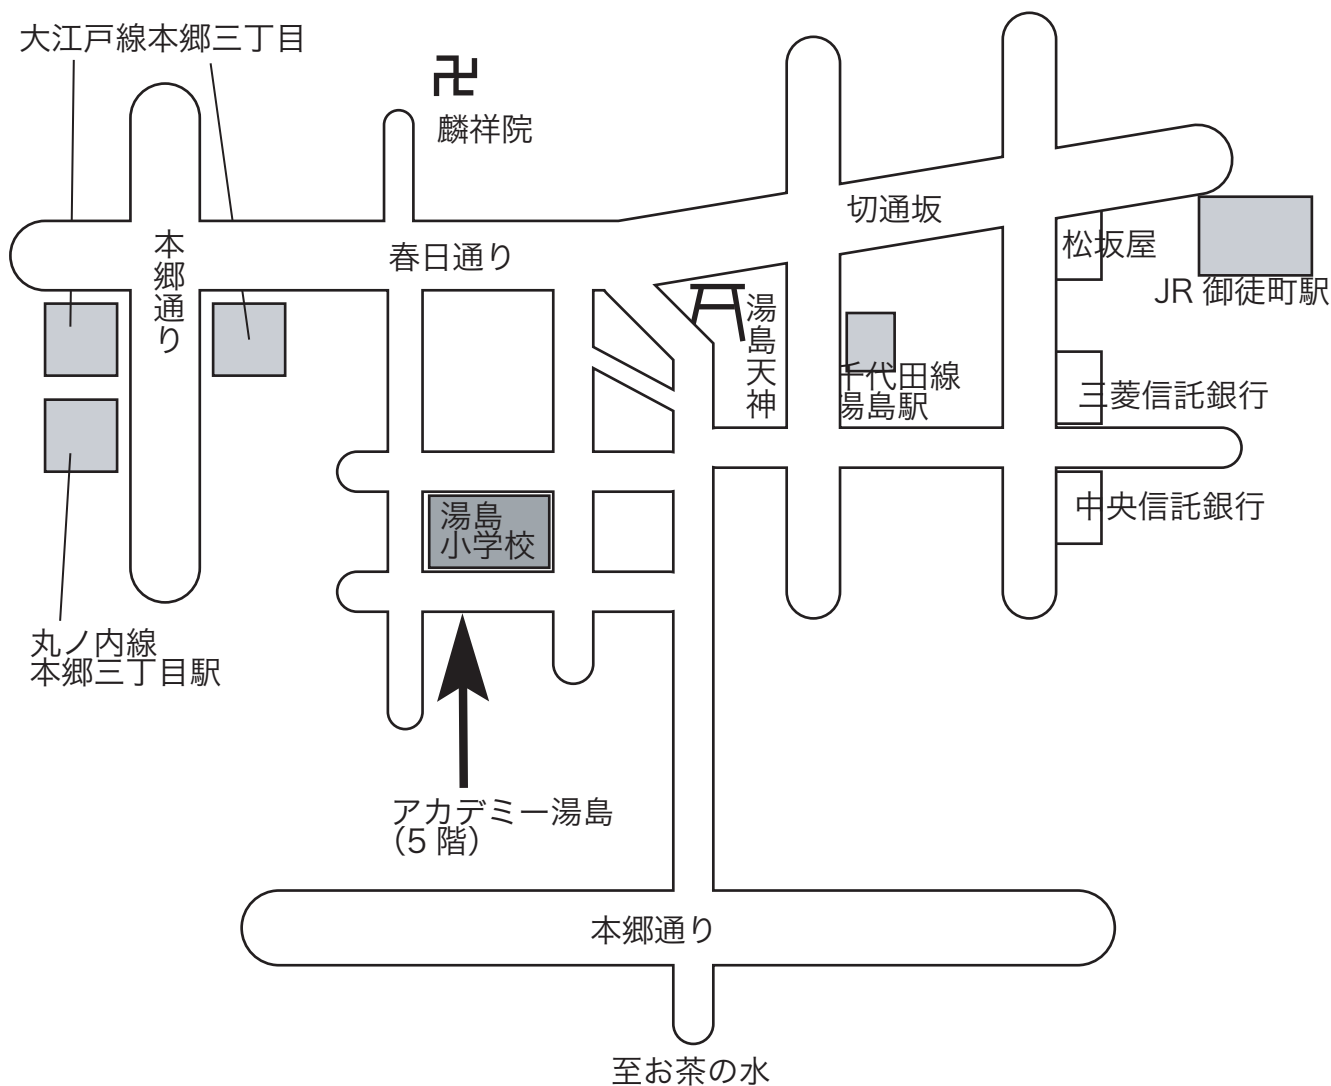 大江戸線本郷三丁目
麟祥院
切通坂
本郷通り
春日通り
松坂屋
JR 御徒町駅
湯島天神
千代田線
湯島駅
三菱信託銀行
中央信託銀行
湯島
小学校
丸ノ内線
本郷三丁目駅
アカデミー湯島
（5 階）
本郷通り
至お茶の水